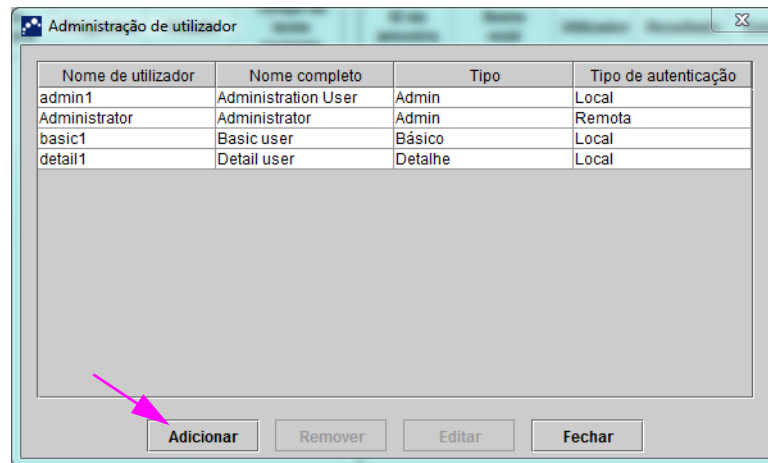 Administração de utilizador
Nome de utilizador Nome completo Tipo Tipo de autenticação
admin1 Administration User Admin Local
Administrator Administrator Admin Remota
basic1 Basic user Básico Local
detail1 Detail user Detalhe Local
Adicionar Remover Editar Fechar